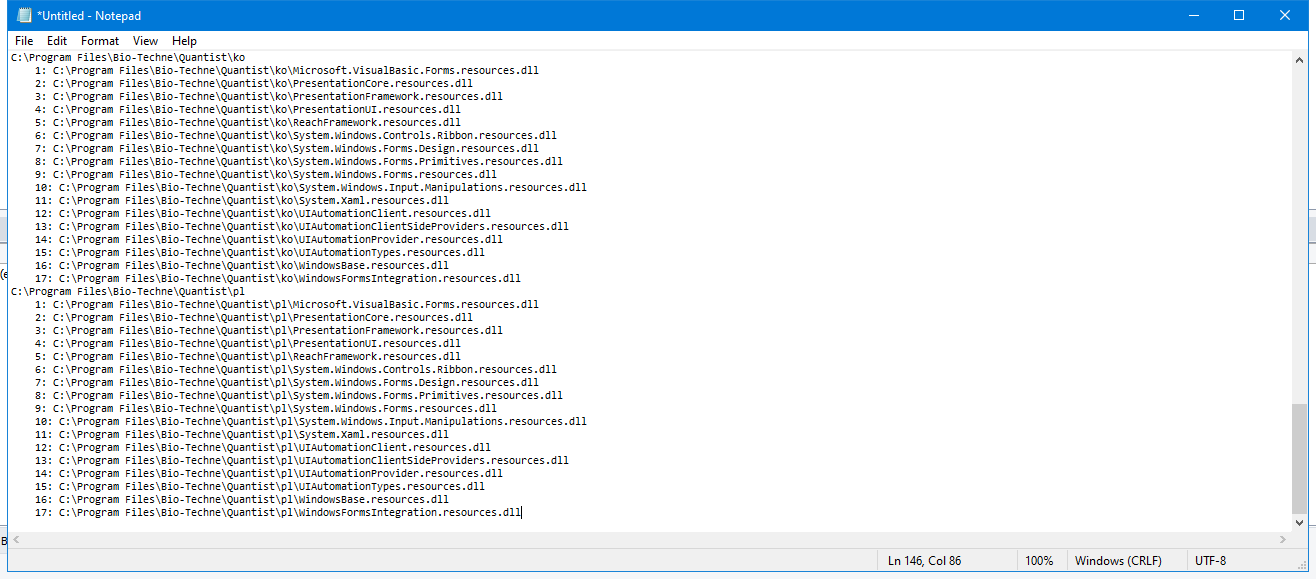 *Untitled - Notepad
File Edit Format View Help
C:\Program Files\Bio-Techne\Quantist\ko
1: C:\Program Files\Bio-Techne\Quantist\ko\Microsoft.VisualBasic.Forms.resources.dll
2: C:\Program Files\Bio-Techne\Quantist\ko\PresentationCore.resources.dll
3: C:\Program Files\Bio-Techne\Quantist\ko\PresentationFramework.resources.dll
4: C:\Program Files\Bio-Techne\Quantist\ko\PresentationUI.resources.dll
5: C:\Program Files\Bio-Techne\Quantist\ko\ReachFramework.resources.dll
6: C:\Program Files\Bio-Techne\Quantist\ko\System.Windows.Controls.Ribbon.resources.dll
7: C:\Program Files\Bio-Techne\Quantist\ko\System.Windows.Forms.Design.resources.dll
8: C:\Program Files\Bio-Techne\Quantist\ko\System.Windows.Forms.Primitives.resources.dll
9: C:\Program Files\Bio-Techne\Quantist\ko\System.Windows.Forms.resources.dll
10: C:\Program Files\Bio-Techne\Quantist\ko\System.Windows.Input.Manipulations.resources.dll
11: C:\Program Files\Bio-Techne\Quantist\ko\System.Xaml.resources.dll
12: C:\Program Files\Bio-Techne\Quantist\ko\UIAutomationClient.resources.dll
13: C:\Program Files\Bio-Techne\Quantist\ko\UIAutomationClientSideProviders.resources.dll
14: C:\Program Files\Bio-Techne\Quantist\ko\UIAutomationProvider.resources.dll
15: C:\Program Files\Bio-Techne\Quantist\ko\UIAutomationTypes.resources.dll
16: C:\Program Files\Bio-Techne\Quantist\ko\WindowsBase.resources.dll
17: C:\Program Files\Bio-Techne\Quantist\ko\WindowsFormsIntegration.resources.dll
C:\Program Files\Bio-Techne\Quantist\pl
1: C:\Program Files\Bio-Techne\Quantist\pl\Microsoft.VisualBasic.Forms.resources.dll
2: C:\Program Files\Bio-Techne\Quantist\pl\PresentationCore.resources.dll
3: C:\Program Files\Bio-Techne\Quantist\pl\PresentationFramework.resources.dll
4: C:\Program Files\Bio-Techne\Quantist\pl\PresentationUI.resources.dll
5: C:\Program Files\Bio-Techne\Quantist\pl\ReachFramework.resources.dll
6: C:\Program Files\Bio-Techne\Quantist\pl\System.Windows.Controls.Ribbon.resources.dll
7: C:\Program Files\Bio-Techne\Quantist\pl\System.Windows.Forms.Design.resources.dll
8: C:\Program Files\Bio-Techne\Quantist\pl\System.Windows.Forms.Primitives.resources.dll
9: C:\Program Files\Bio-Techne\Quantist\pl\System.Windows.Forms.resources.dll
10: C:\Program Files\Bio-Techne\Quantist\pl\System.Windows.Input.Manipulations.resources.dll
11: C:\Program Files\Bio-Techne\Quantist\pl\System.Xaml.resources.dll
12: C:\Program Files\Bio-Techne\Quantist\pl\UIAutomationClient.resources.dll
13: C:\Program Files\Bio-Techne\Quantist\pl\UIAutomationClientSideProviders.resources.dll
14: C:\Program Files\Bio-Techne\Quantist\pl\UIAutomationProvider.resources.dll
15: C:\Program Files\Bio-Techne\Quantist\pl\UIAutomationTypes.resources.dll
16: C:\Program Files\Bio-Techne\Quantist\pl\WindowsBase.resources.dll
17: C:\Program Files\Bio-Techne\Quantist\pl\WindowsFormsIntegration.resources.dll
Ln 146, Col 86 100% Windows (CRLF) UTF-8